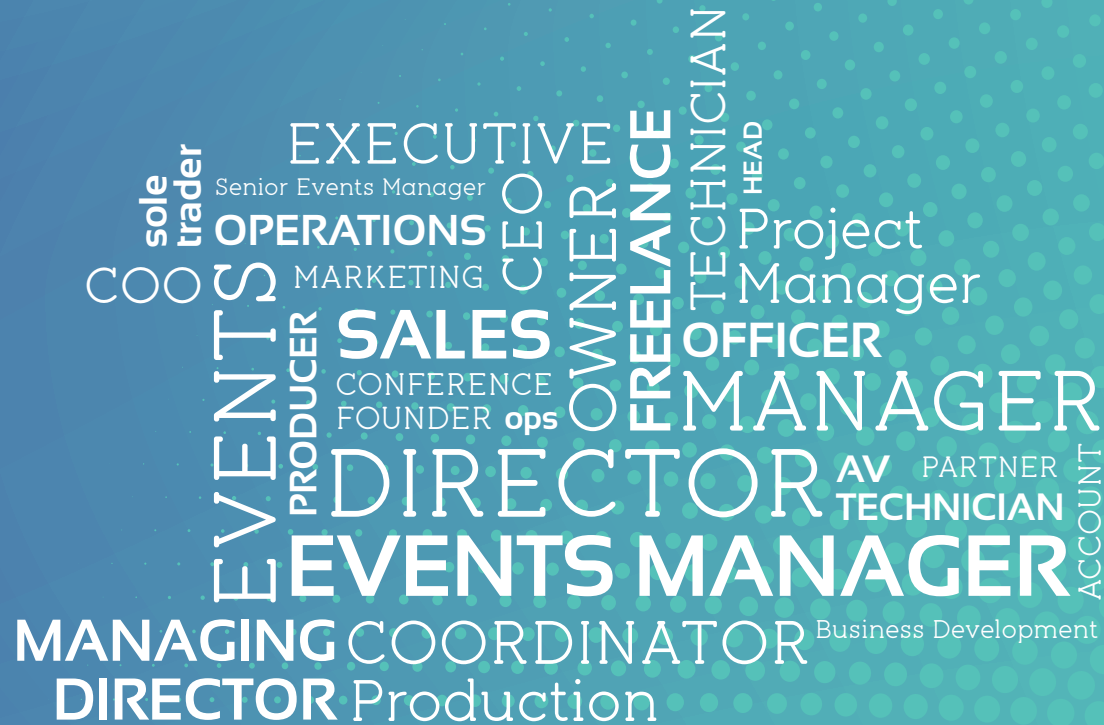 TECHNICIAN
EXECUTIVE
FREELANCE
HEAD
sole
trader
Senior Events Manager
CEO
OWNER
OPERATIONS
Project
Manager
COO
EVENTS
MARKETING
PRODUCER
SALES
OFFICER
CONFERENCE
FOUNDER ops
MANAGER
DIRECTOR
AV PARTNER
TECHNICIAN
ACCOUNT
EVENTS MANAGER
MANAGING
DIRECTOR
COORDINATOR
Business Development
Production